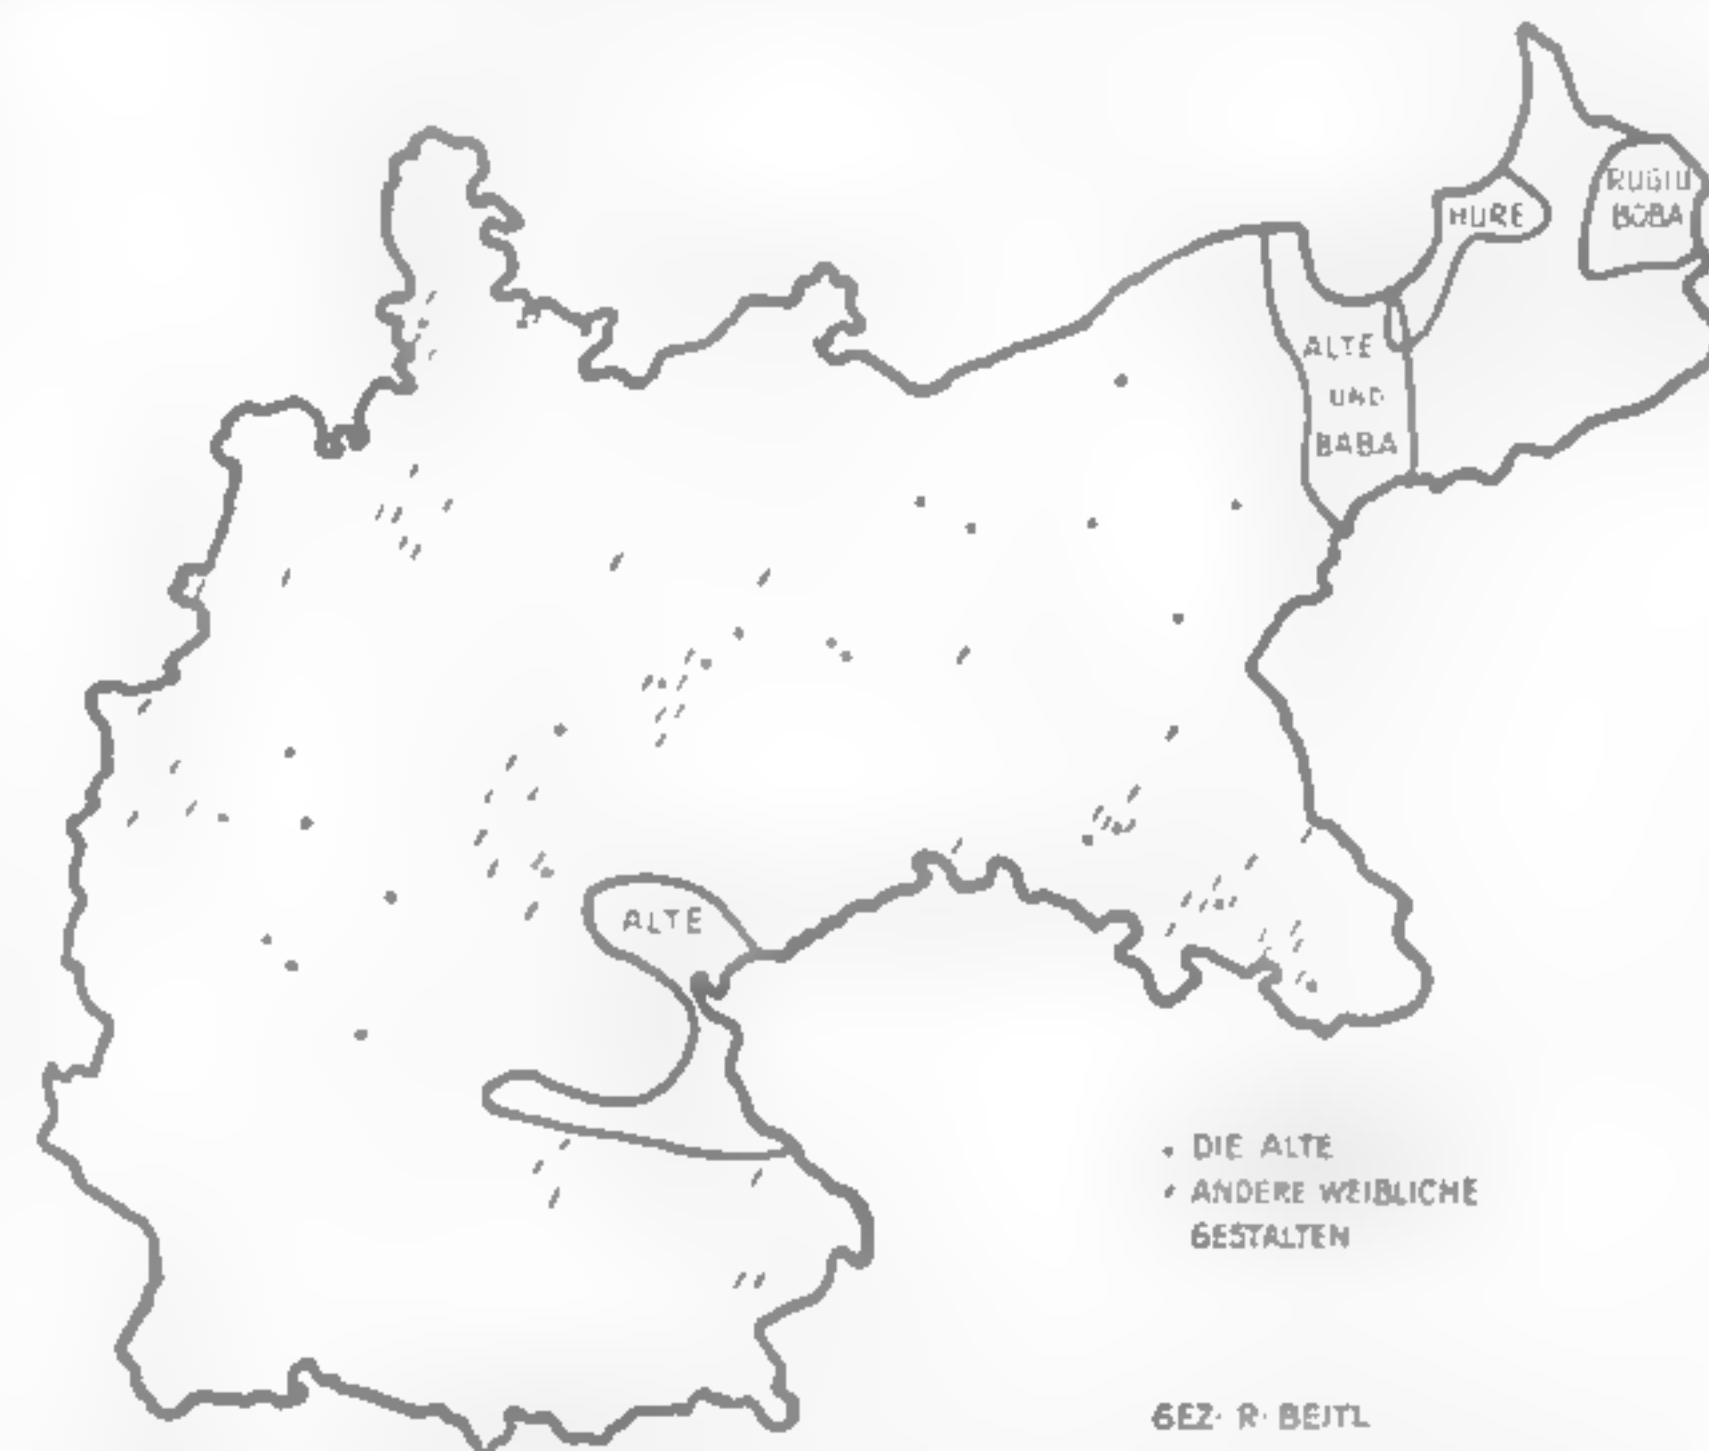 RUGIU
BOBA
HURE
ALTE
UND
BABA
ALTE
DIE ALTE
ANDERE WEIBLICHE
GESTALTEN
GEZ. R. BEITL